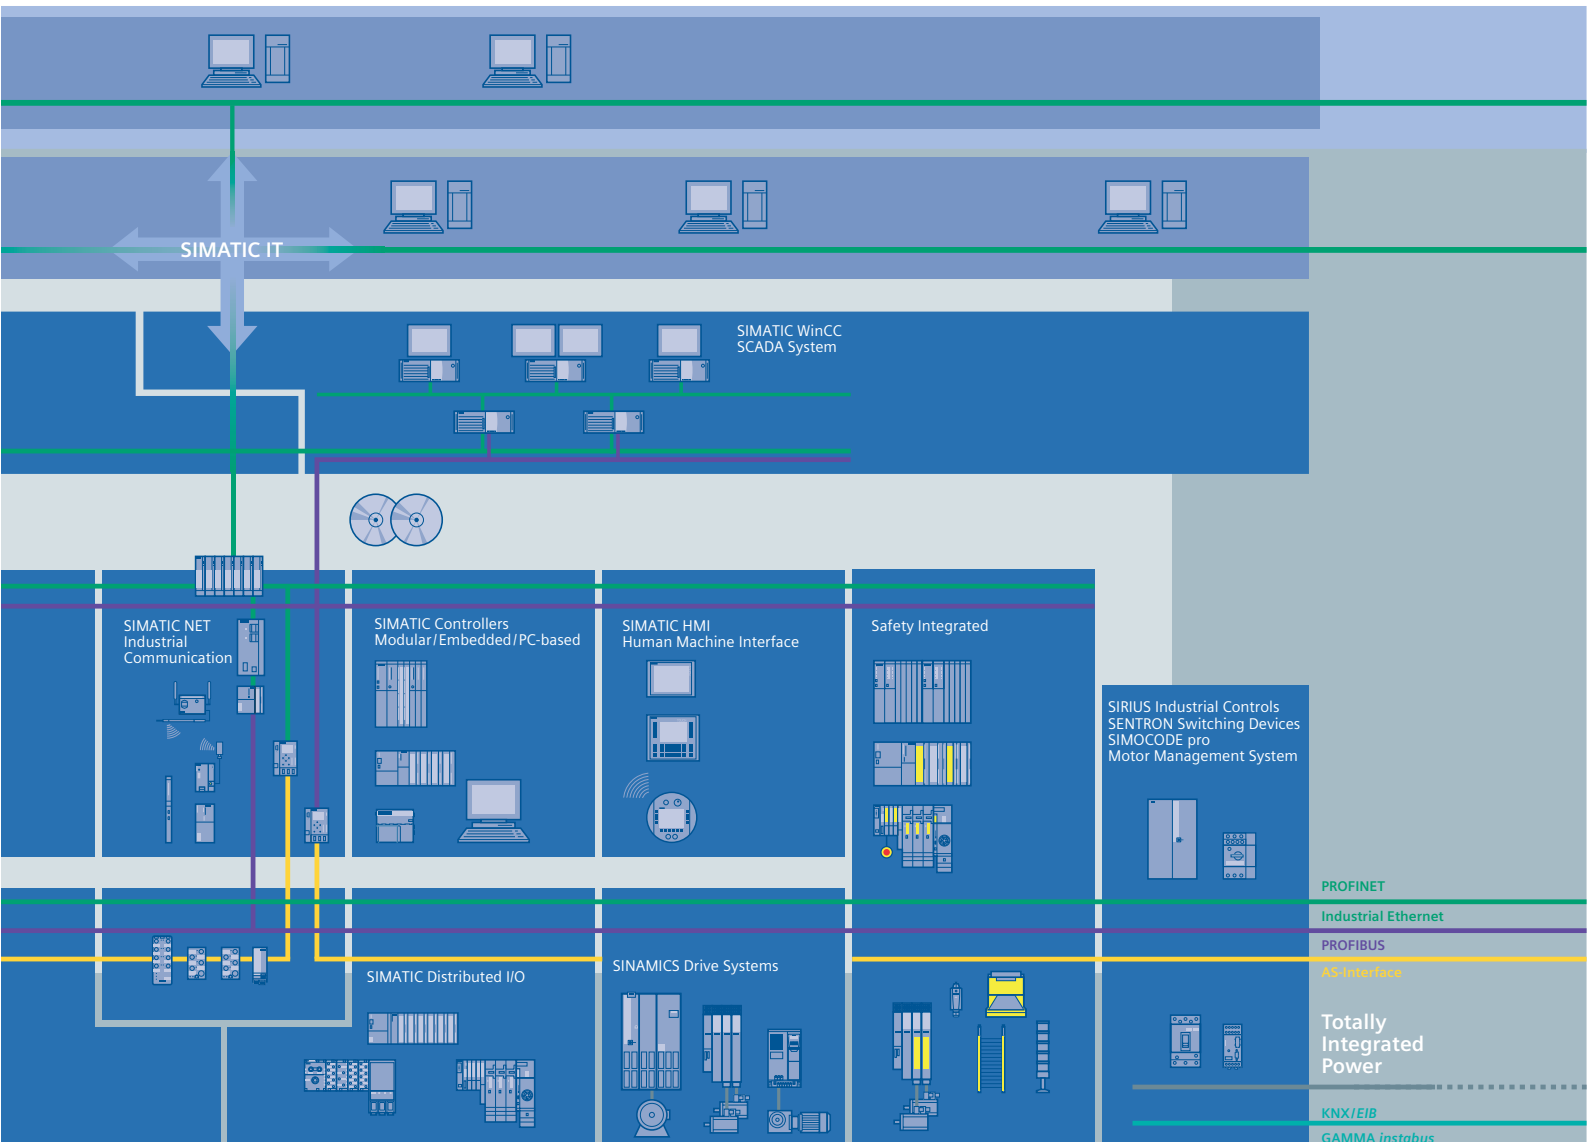 SIMATIC IT
SIMATIC WinCC
SCADA System
SIMATIC NET
Industrial
Communication
SIMATIC Controllers
Modular/Embedded/PC-based
SIMATIC HMI
Human Machine Interface
Safety Integrated
SIRIUS Industrial Controls
SENTRON Switching Devices
SIMOCODE pro
Motor Management System
PROFINET
Industrial Ethernet
PROFIBUS
AS-Interface
SIMATIC Distributed I/O
SINAMICS Drive Systems
Totally
Integrated
Power
KNX/EIB
GAMMA instabus